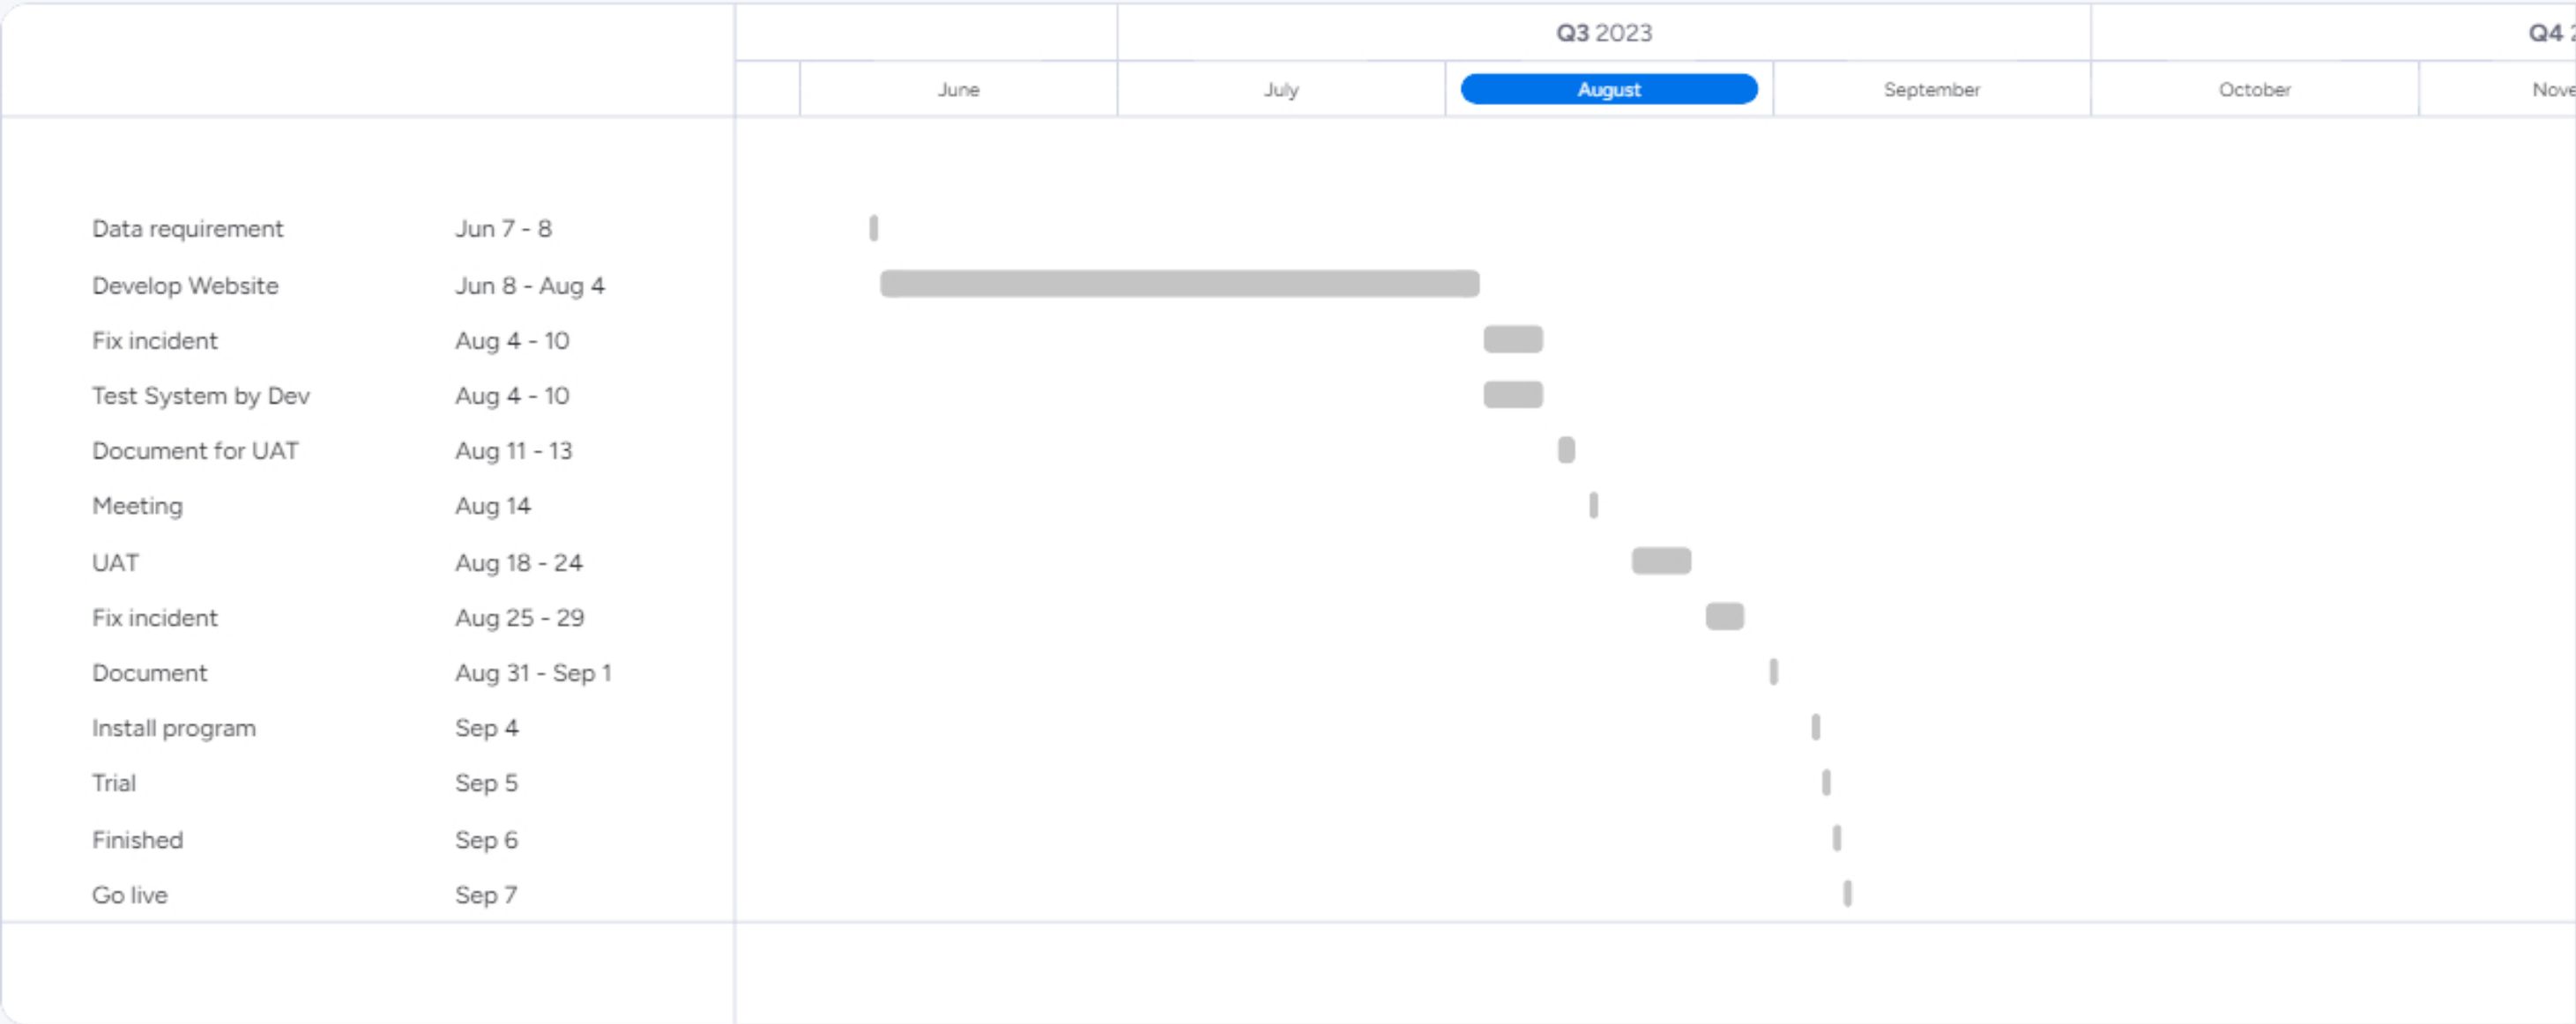 Q3 2023
Q4
June July August September October Nove
Data requirement Jun 7 - 8
Develop Website Jun 8 - Aug 4
Fix incident Aug 4 - 10
Test System by Dev Aug 4 - 10
Document for UAT Aug 11 - 13
Meeting Aug 14
UAT Aug 18 - 24
Fix incident Aug 25 - 29
Document Aug 31 - Sep 1
Install program Sep 4
Trial Sep 5
Finished Sep 6
Go live Sep 7